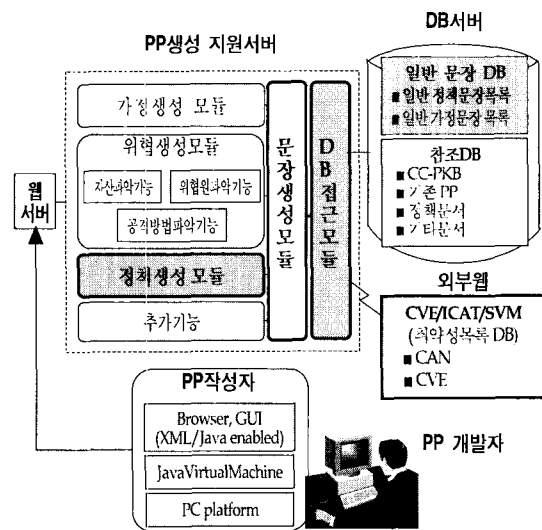 PP생성 지원서버
DB서버
가정생성 모듈
위협생성모듈
자산파악기능
위협원파악기능
공격방법파악기능
정책생성 모듈
추가기능
문장생성모듈
DB접근모듈
웹
서버
일반 문장 DB
■ 일반 정책문장목록
■ 일반가정문장 목록
참조DB
■ CC-PKB
■ 기존 PP
■ 정책문서
■ 기타문서
외부웹
CVE/ICAT/SVM
(취약성목록 DB)
■ CAN
■ CVE
PP작성자
Browser, GUI
(XML/Java enabled)
JavaVirtualMachine
PC platform
PP 개발자